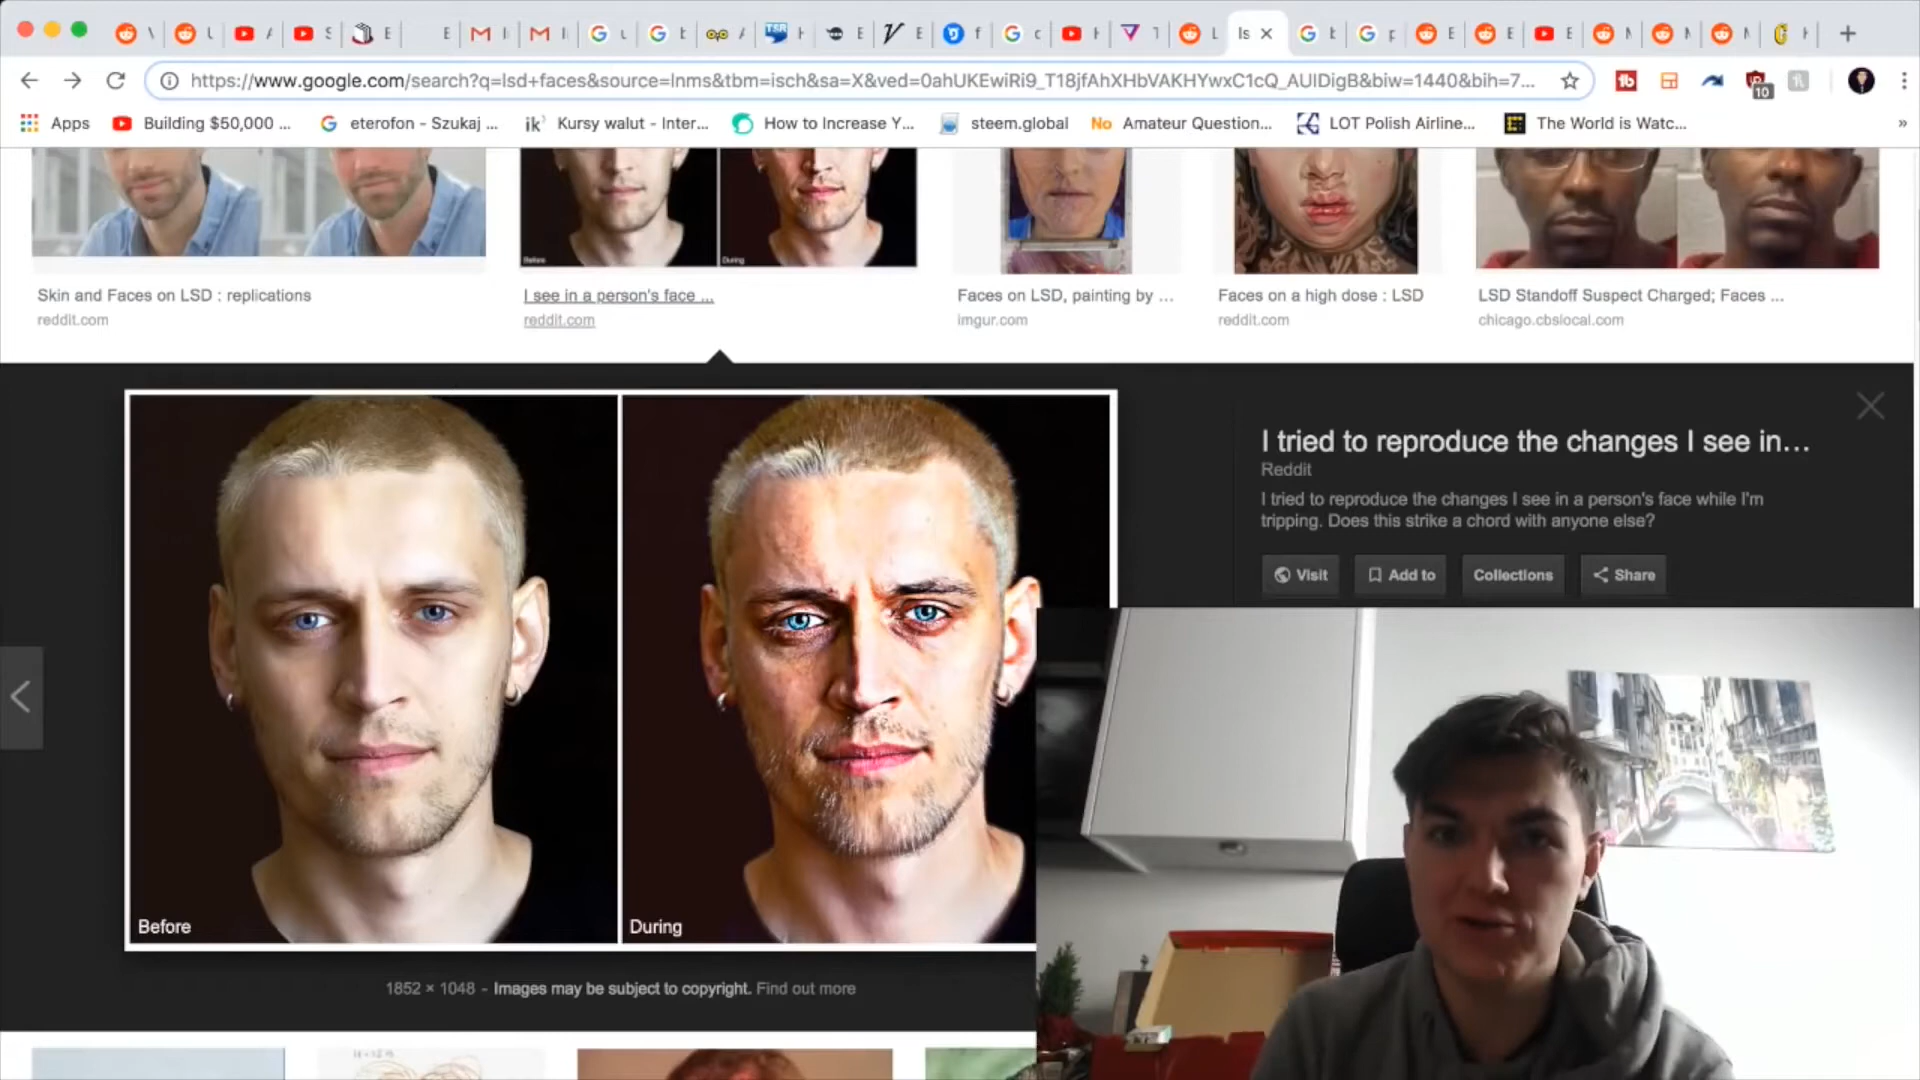 ls
https://www.google.com/search?q=lsd+faces&source=lnms&tbm=isch&sa=X&ved=0ahUKEwiRi9_T18jfAhXHbVAKHYwxC1cQ_AUIDigB&biw=1440&bih=7...
10
Apps
Building $50,000 ...
eterofon - Szukaj ...
Kursy walut - Inter...
How to Increase Y...
steem.global
No Amateur Question...
LOT Polish Airline...
The World is Watc...
»
Before During
Skin and Faces on LSD : replications
reddit.com
I see in a person's face ...
reddit.com
Faces on LSD, painting by ...
imgur.com
Faces on a high dose : LSD
reddit.com
LSD Standoff Suspect Charged; Faces ...
chicago.cbslocal.com
I tried to reproduce the changes I see in...
Reddit
I tried to reproduce the changes I see in a person's face while I'm
tripping. Does this strike a chord with anyone else?
Visit
Add to
Collections
Share
Before
During
1852 × 1048 - Images may be subject to copyright. Find out more